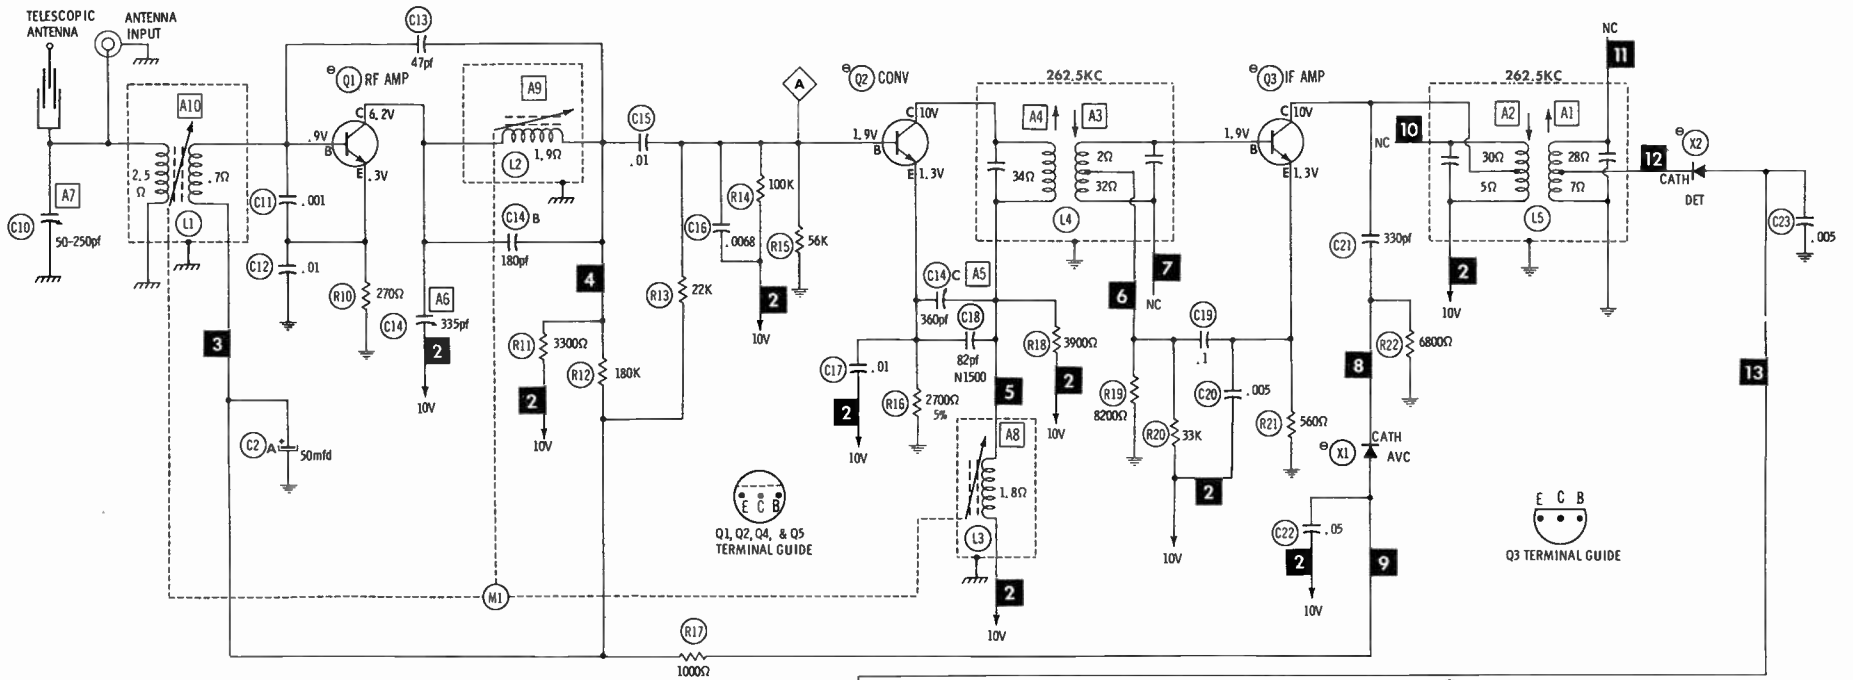 TELESCOPIC
ANTENNA
ANTENNA
INPUT
C13
47pf
A10
2.5
Ω
.7Ω
L1
A7
C10
50-250pf
⊖ Q1 RF AMP
C 6.2V
.9V
B
E .3V
C11
.001
C12
.01
R10
270Ω
A9
L2
1.9Ω
C14 B
180pf
A6
C14
335pf
2
10V
3
C2 A +
50mfd
4
R11
3300Ω
2
10V
R12
180K
C15
.01
R13
22K
C16
.0068
R14
100K
R15
56K
2
10V
A
⊖ Q2 CONV
C 10V
1.9V
B
E 1.3V
262.5KC
A4
A3
34Ω
2Ω
32Ω
L4
C14 C
A5
360pf
C18
82pf
N1500
C17
.01
2
10V
R16
2700Ω
5%
5
R18
3900Ω
2
10V
A8
1.8Ω
L3
2
10V
6
7
NC
C19
.1
R19
8200Ω
R20
33K
C20
.005
2
10V
⊖ Q3 IF AMP
C 10V
1.9V
B
E 1.3V
R21
560Ω
262.5KC
A2
A1
10
NC
30Ω
5Ω
28Ω
7Ω
L5
2
10V
NC
11
12
⊖ X2
CATH
DET
C23
.005
C21
330pf
R22
6800Ω
8
⊖ X1
CATH
AVC
C22
.05
2
10V
9
13
E C B
Q1, Q2, Q4, & Q5
TERMINAL GUIDE
E C B
Q3 TERMINAL GUIDE
M1
R17
1000Ω